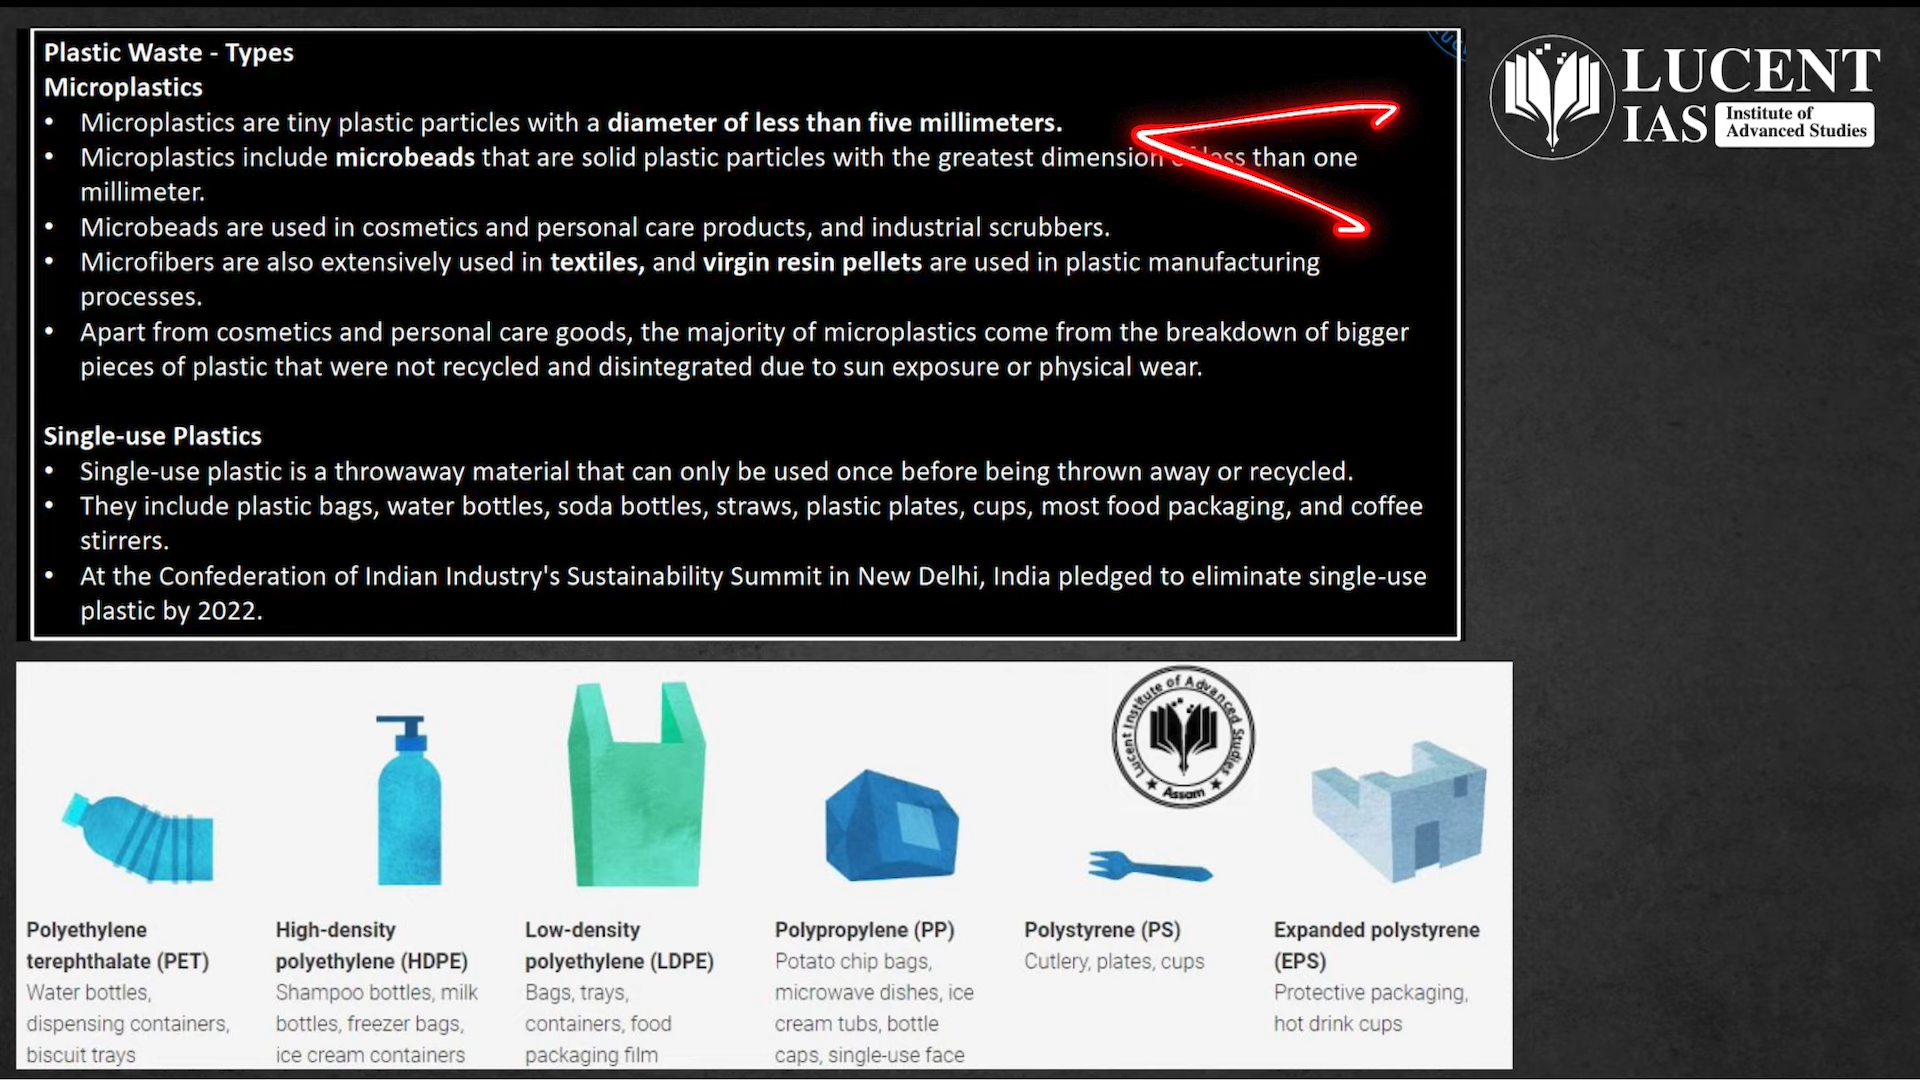 Plastic Waste - Types
Microplastics
• Microplastics are tiny plastic particles with a diameter of less than five millimeters.
• Microplastics include microbeads that are solid plastic particles with the greatest dimension of less than one
millimeter.
• Microbeads are used in cosmetics and personal care products, and industrial scrubbers.
• Microfibers are also extensively used in textiles, and virgin resin pellets are used in plastic manufacturing
processes.
• Apart from cosmetics and personal care goods, the majority of microplastics come from the breakdown of bigger
pieces of plastic that were not recycled and disintegrated due to sun exposure or physical wear.
Single-use Plastics
• Single-use plastic is a throwaway material that can only be used once before being thrown away or recycled.
• They include plastic bags, water bottles, soda bottles, straws, plastic plates, cups, most food packaging, and coffee
stirrers.
• At the Confederation of Indian Industry's Sustainability Summit in New Delhi, India pledged to eliminate single-use
plastic by 2022.
LUCENT
IAS
Institute of
Advanced Studies
Lucent Institute of Advanced Studies
Assam
Polyethylene
terephthalate (PET)
Water bottles,
dispensing containers,
biscuit trays
High-density
polyethylene (HDPE)
Shampoo bottles, milk
bottles, freezer bags,
ice cream containers
Low-density
polyethylene (LDPE)
Bags, trays,
containers, food
packaging film
Polypropylene (PP)
Potato chip bags,
microwave dishes, ice
cream tubs, bottle
caps, single-use face
Polystyrene (PS)
Cutlery, plates, cups
Expanded polystyrene
(EPS)
Protective packaging,
hot drink cups